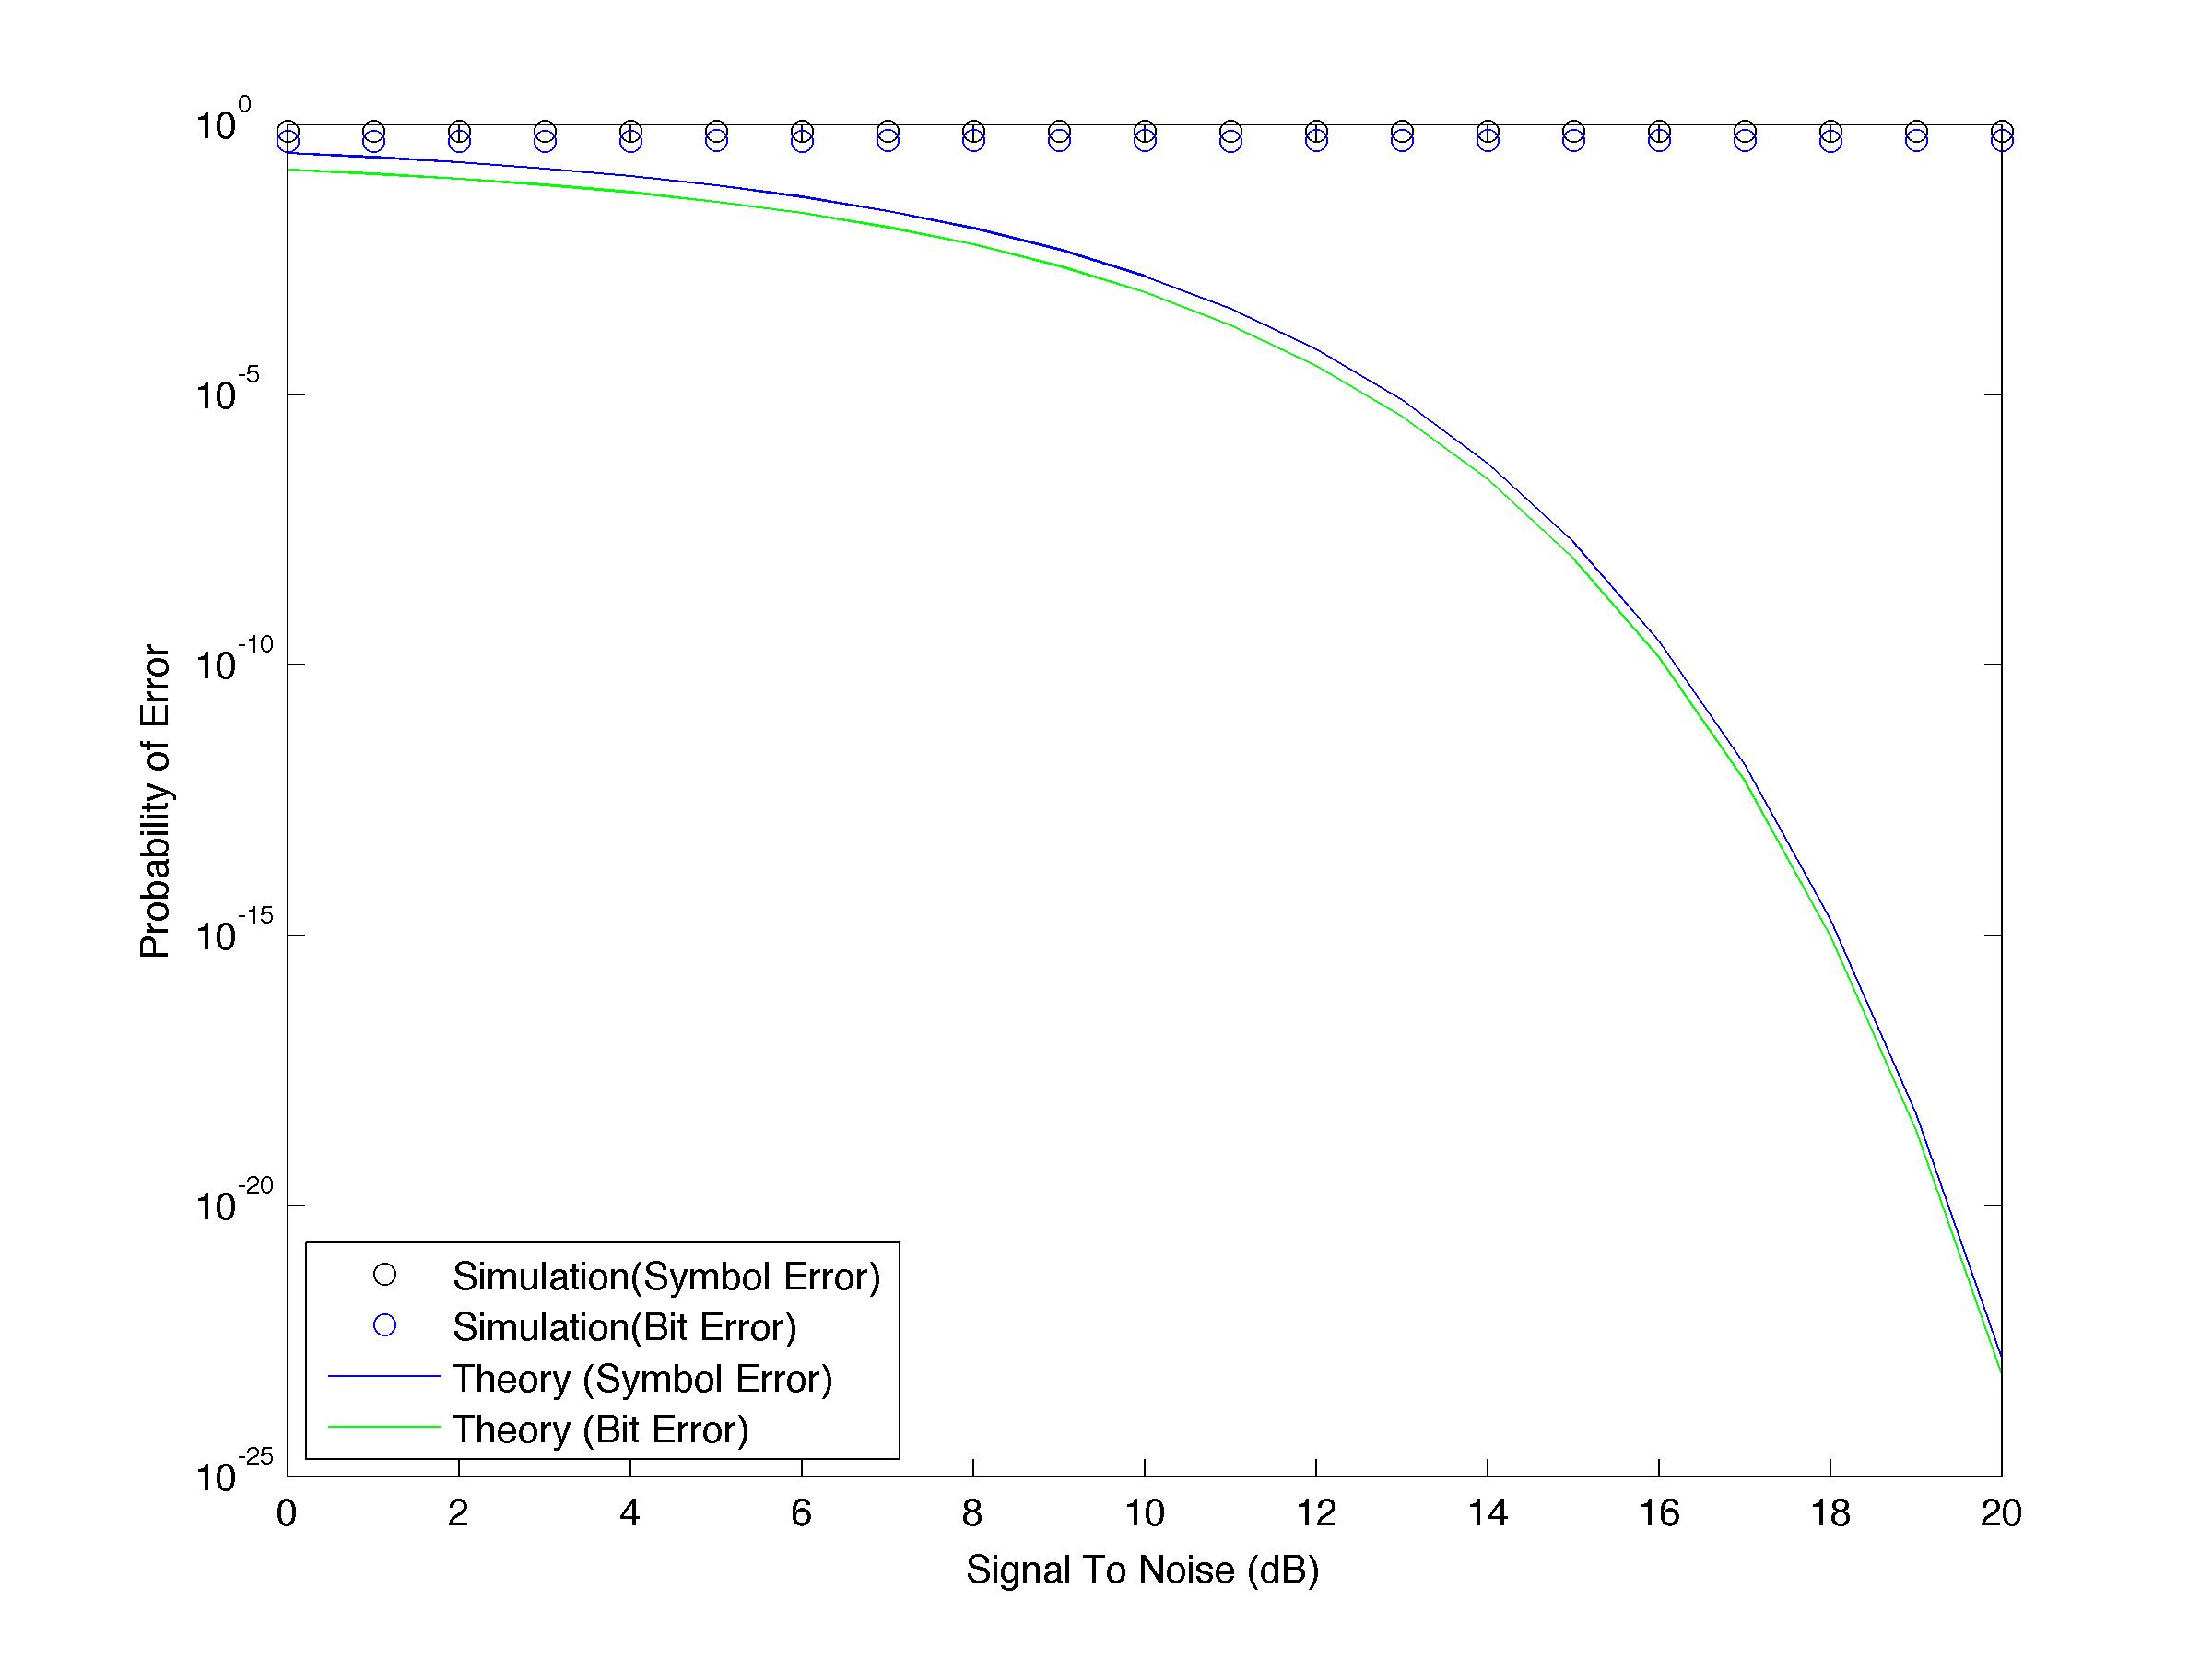 10^0
10^-5
10^-10
10^-15
10^-20
10^-25
Probability of Error
Simulation(Symbol Error)
Simulation(Bit Error)
Theory (Symbol Error)
Theory (Bit Error)
0 2 4 6 8 10 12 14 16 18 20
Signal To Noise (dB)